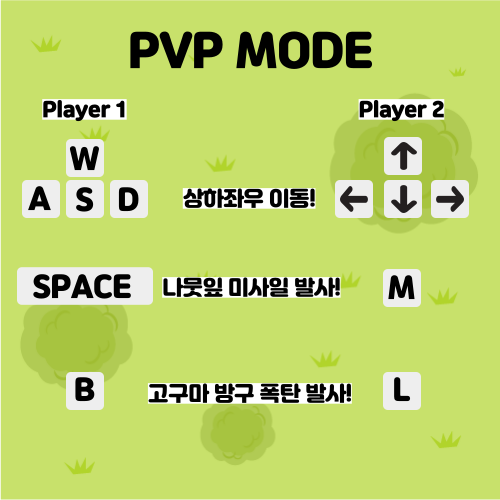 PVP MODE
Player 1
Player 2
W
↑
A S D
상하좌우 이동!
← ↓ →
SPACE
나뭇잎 미사일 발사!
M
B
고구마 방구 폭탄 발사!
L